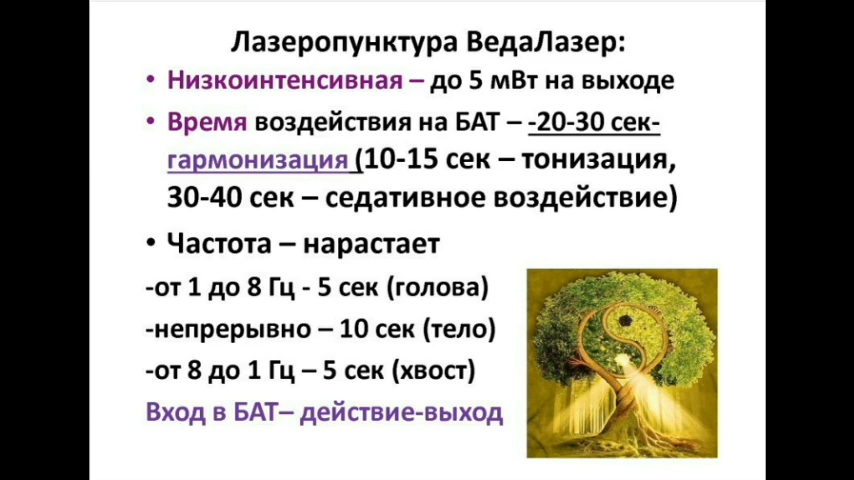 Лазеропунктура ВедаЛазер:
• Низкоинтенсивная – до 5 мВт на выходе
• Время воздействия на БАТ – -20-30 сек-
гармонизация (10-15 сек – тонизация,
30-40 сек – седативное воздействие)
• Частота – нарастает
-от 1 до 8 Гц - 5 сек (голова)
-непрерывно – 10 сек (тело)
-от 8 до 1 Гц – 5 сек (хвост)
Вход в БАТ– действие-выход